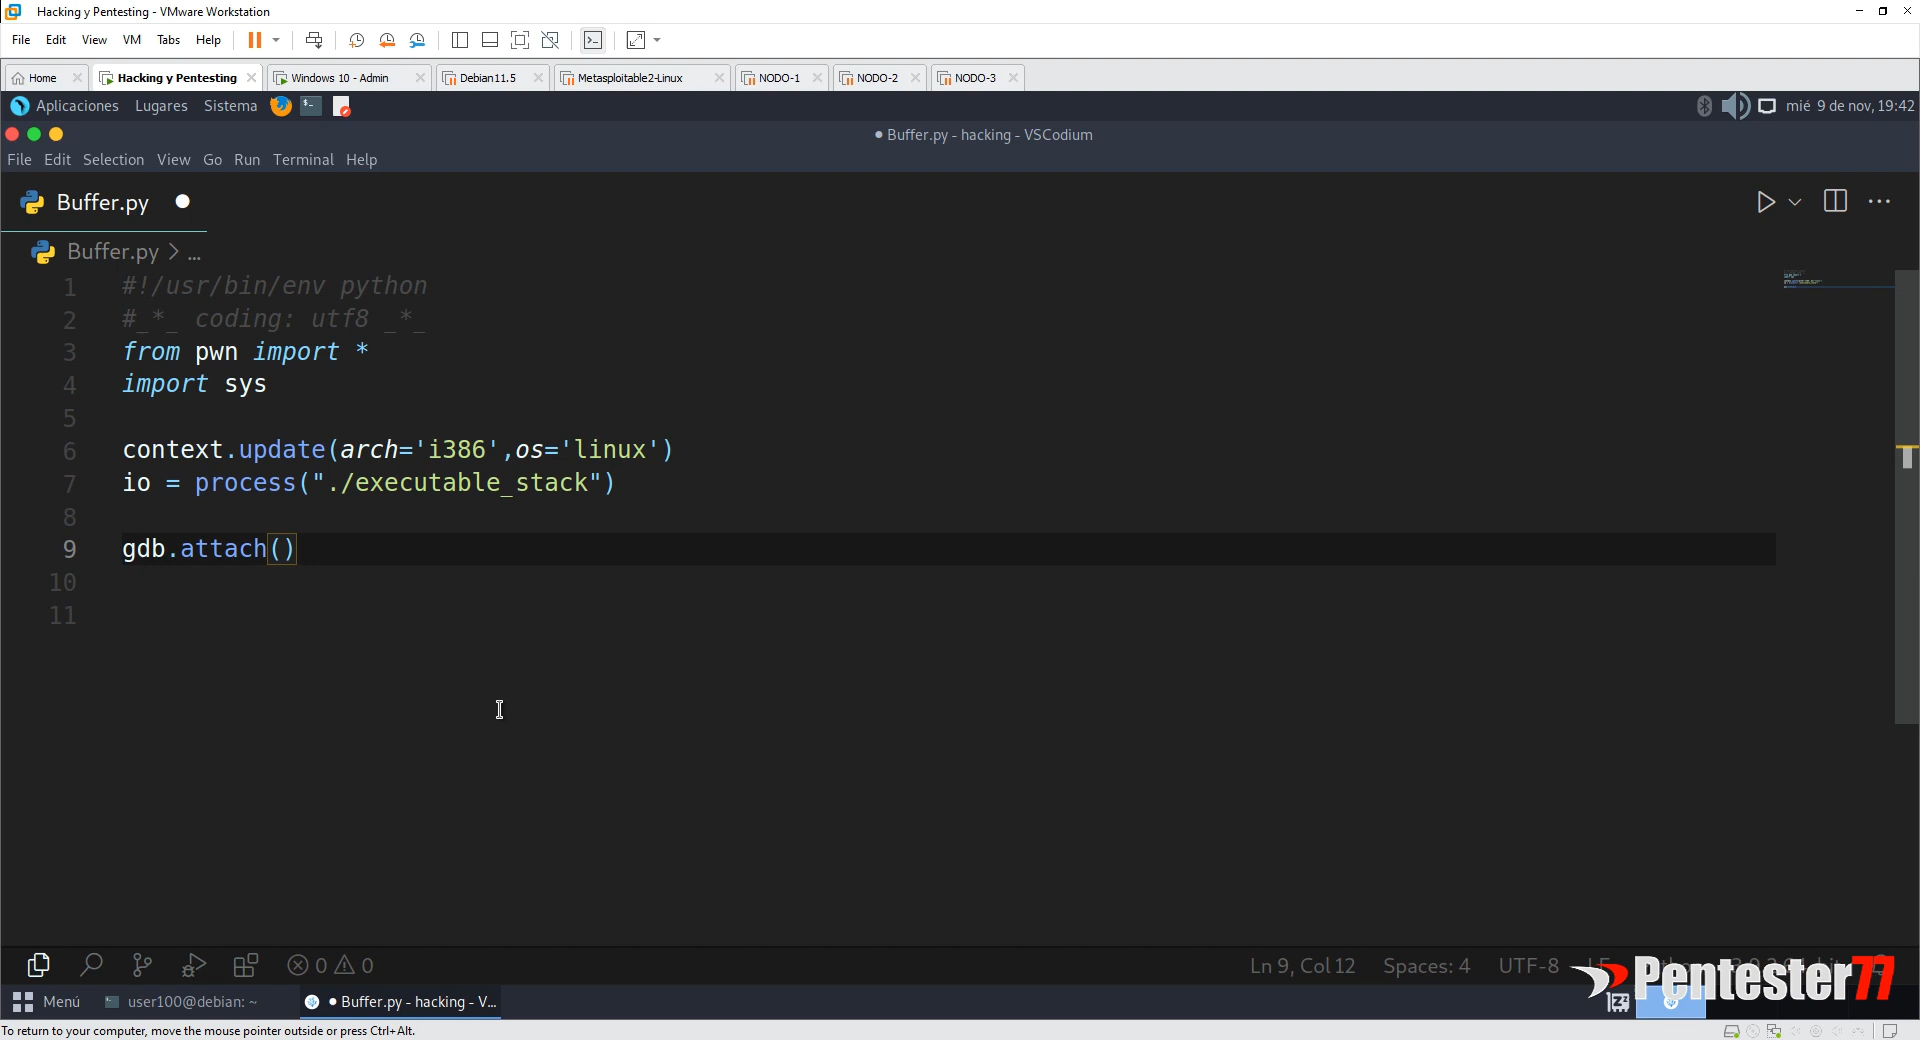 Hacking y Pentesting - VMware Workstation
File Edit View VM Tabs Help
Home Hacking y Pentesting Windows 10 - Admin Debian11.5 Metasploitable2-Linux NODO-1 NODO-2 NODO-3
Aplicaciones Lugares Sistema mié 9 de nov, 19:42
● Buffer.py - hacking - VSCodium
File Edit Selection View Go Run Terminal Help
Buffer.py
Buffer.py > ...
1 #!/usr/bin/env python
2 #_*_ coding: utf8 _*_
3 from pwn import *
4 import sys
5
6 context.update(arch='i386',os='linux')
7 io = process("./executable_stack")
8
9 gdb.attach()
10
11
0 0 Ln 9, Col 12 Spaces: 4 UTF-8
Pentester77
Menú user100@debian: ~ ● Buffer.py - hacking - V...
To return to your computer, move the mouse pointer outside or press Ctrl+Alt.